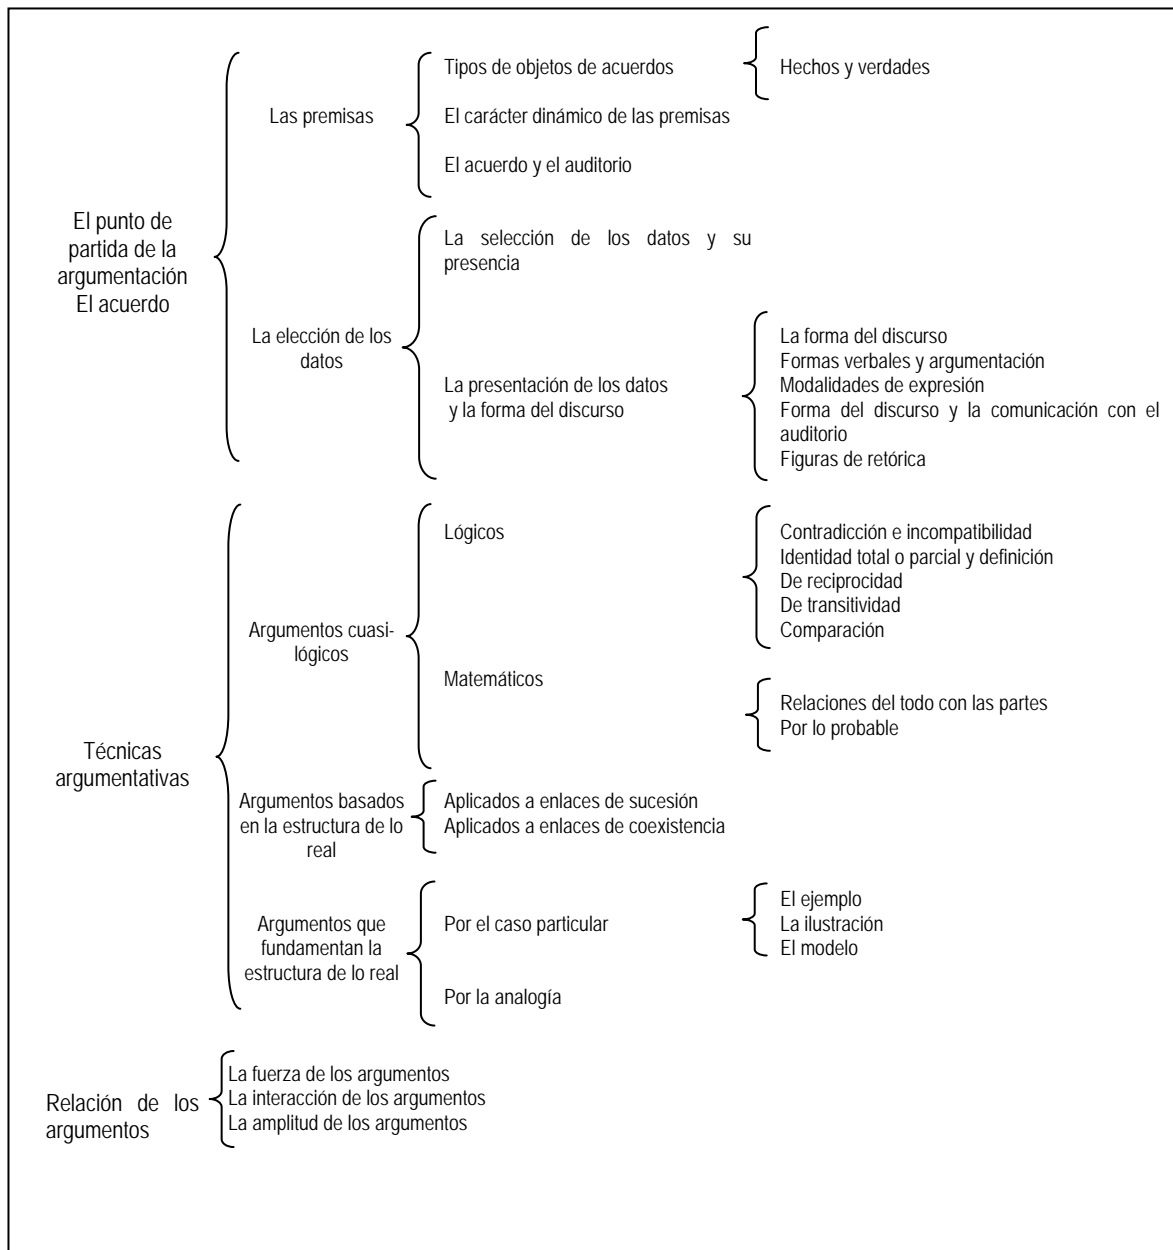 El punto de
partida de la
argumentación
El acuerdo
Las premisas
Tipos de objetos de acuerdos
Hechos y verdades
El carácter dinámico de las premisas
El acuerdo y el auditorio
La elección de los
datos
La selección de los datos y su
presencia
La presentación de los datos
y la forma del discurso
La forma del discurso
Formas verbales y argumentación
Modalidades de expresión
Forma del discurso y la comunicación con el
auditorio
Figuras de retórica
Técnicas
argumentativas
Argumentos cuasi-
lógicos
Lógicos
Contradicción e incompatibilidad
Identidad total o parcial y definición
De reciprocidad
De transitividad
Comparación
Matemáticos
Relaciones del todo con las partes
Por lo probable
Argumentos basados
en la estructura de lo
real
Aplicados a enlaces de sucesión
Aplicados a enlaces de coexistencia
Argumentos que
fundamentan la
estructura de lo real
Por el caso particular
El ejemplo
La ilustración
El modelo
Por la analogía
Relación de los
argumentos
La fuerza de los argumentos
La interacción de los argumentos
La amplitud de los argumentos